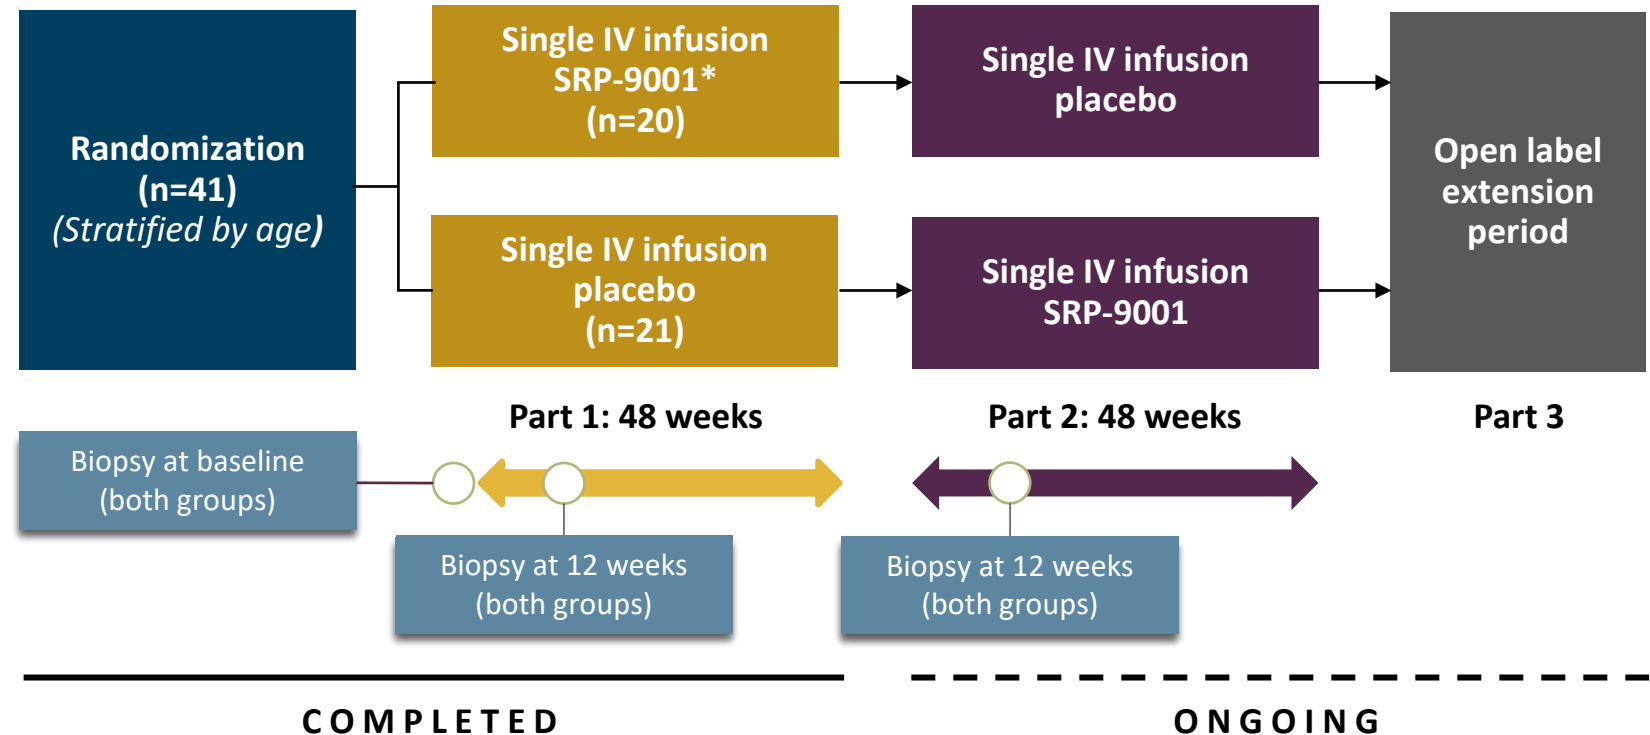 Randomization
(n=41)
(Stratified by age)
Single IV infusion
SRP-9001*
(n=20)
Single IV infusion
placebo
(n=21)
Single IV infusion
placebo
Single IV infusion
SRP-9001
Open label
extension
period
Part 1: 48 weeks
Part 2: 48 weeks
Part 3
Biopsy at baseline
(both groups)
Biopsy at 12 weeks
(both groups)
Biopsy at 12 weeks
(both groups)
COMPLETED
ONGOING